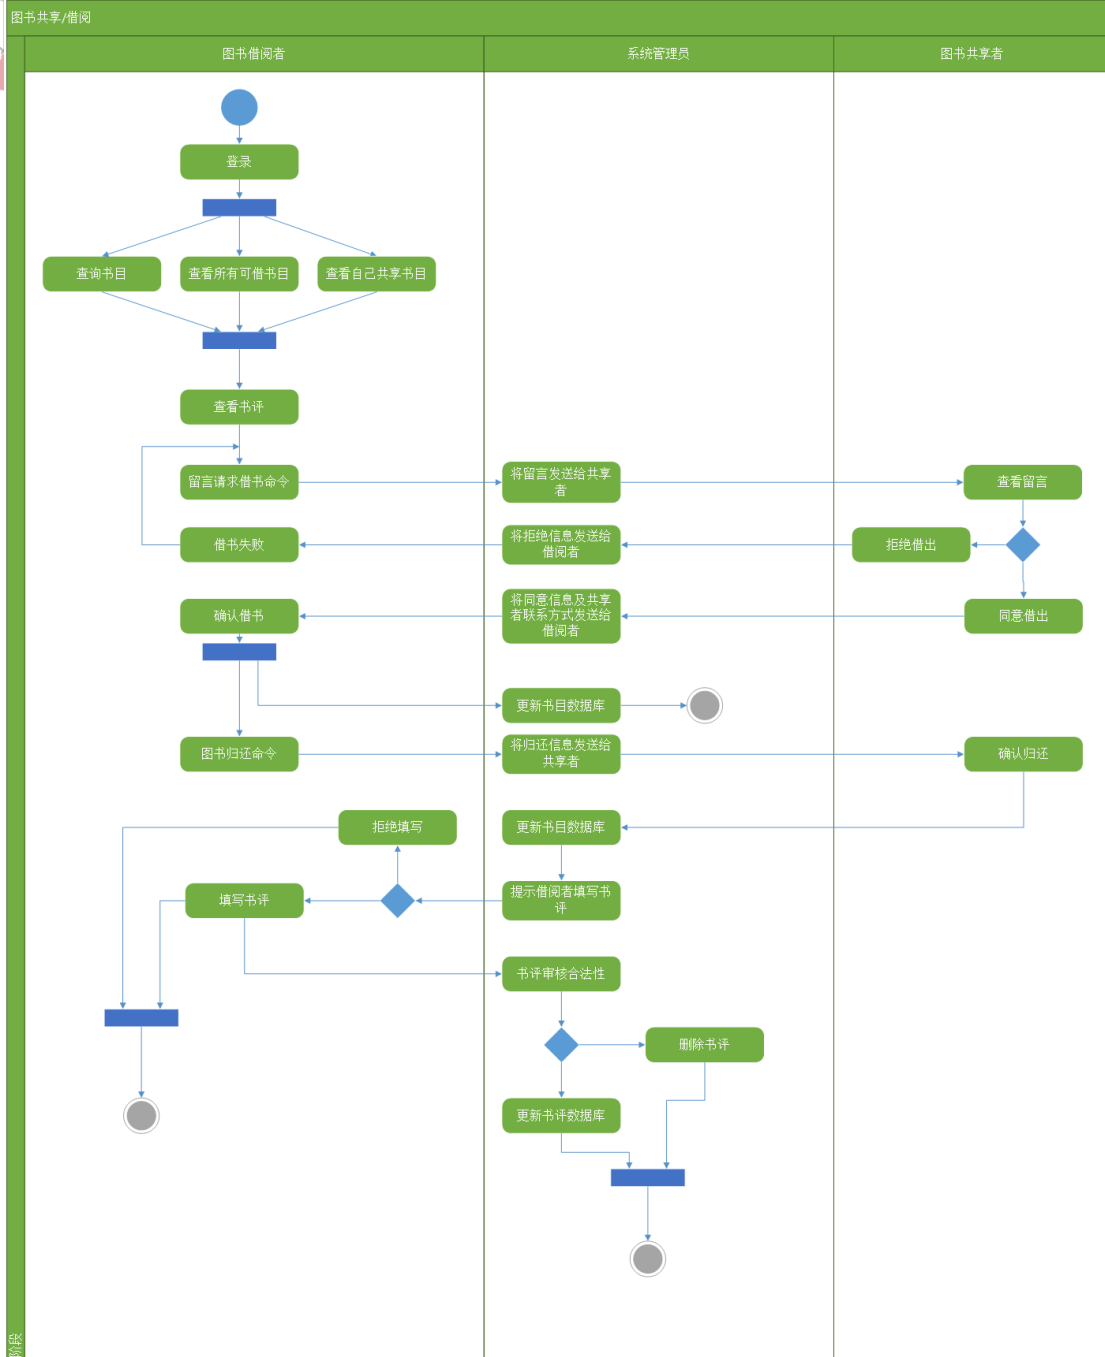 图书共享/借阅
图书借阅者
系统管理员
图书共享者
登录
查询书目
查看所有可借书目
查看自己共享书目
查看书评
留言请求借书命令
将留言发送给共享
者
查看留言
借书失败
将拒绝信息发送给
借阅者
拒绝借出
确认借书
将同意信息及共享
者联系方式发送给
借阅者
同意借出
更新书目数据库
图书归还命令
将归还信息发送给
共享者
确认归还
拒绝填写
更新书目数据库
填写书评
提示借阅者填写书
评
书评审核合法性
删除书评
更新书评数据库
阶段